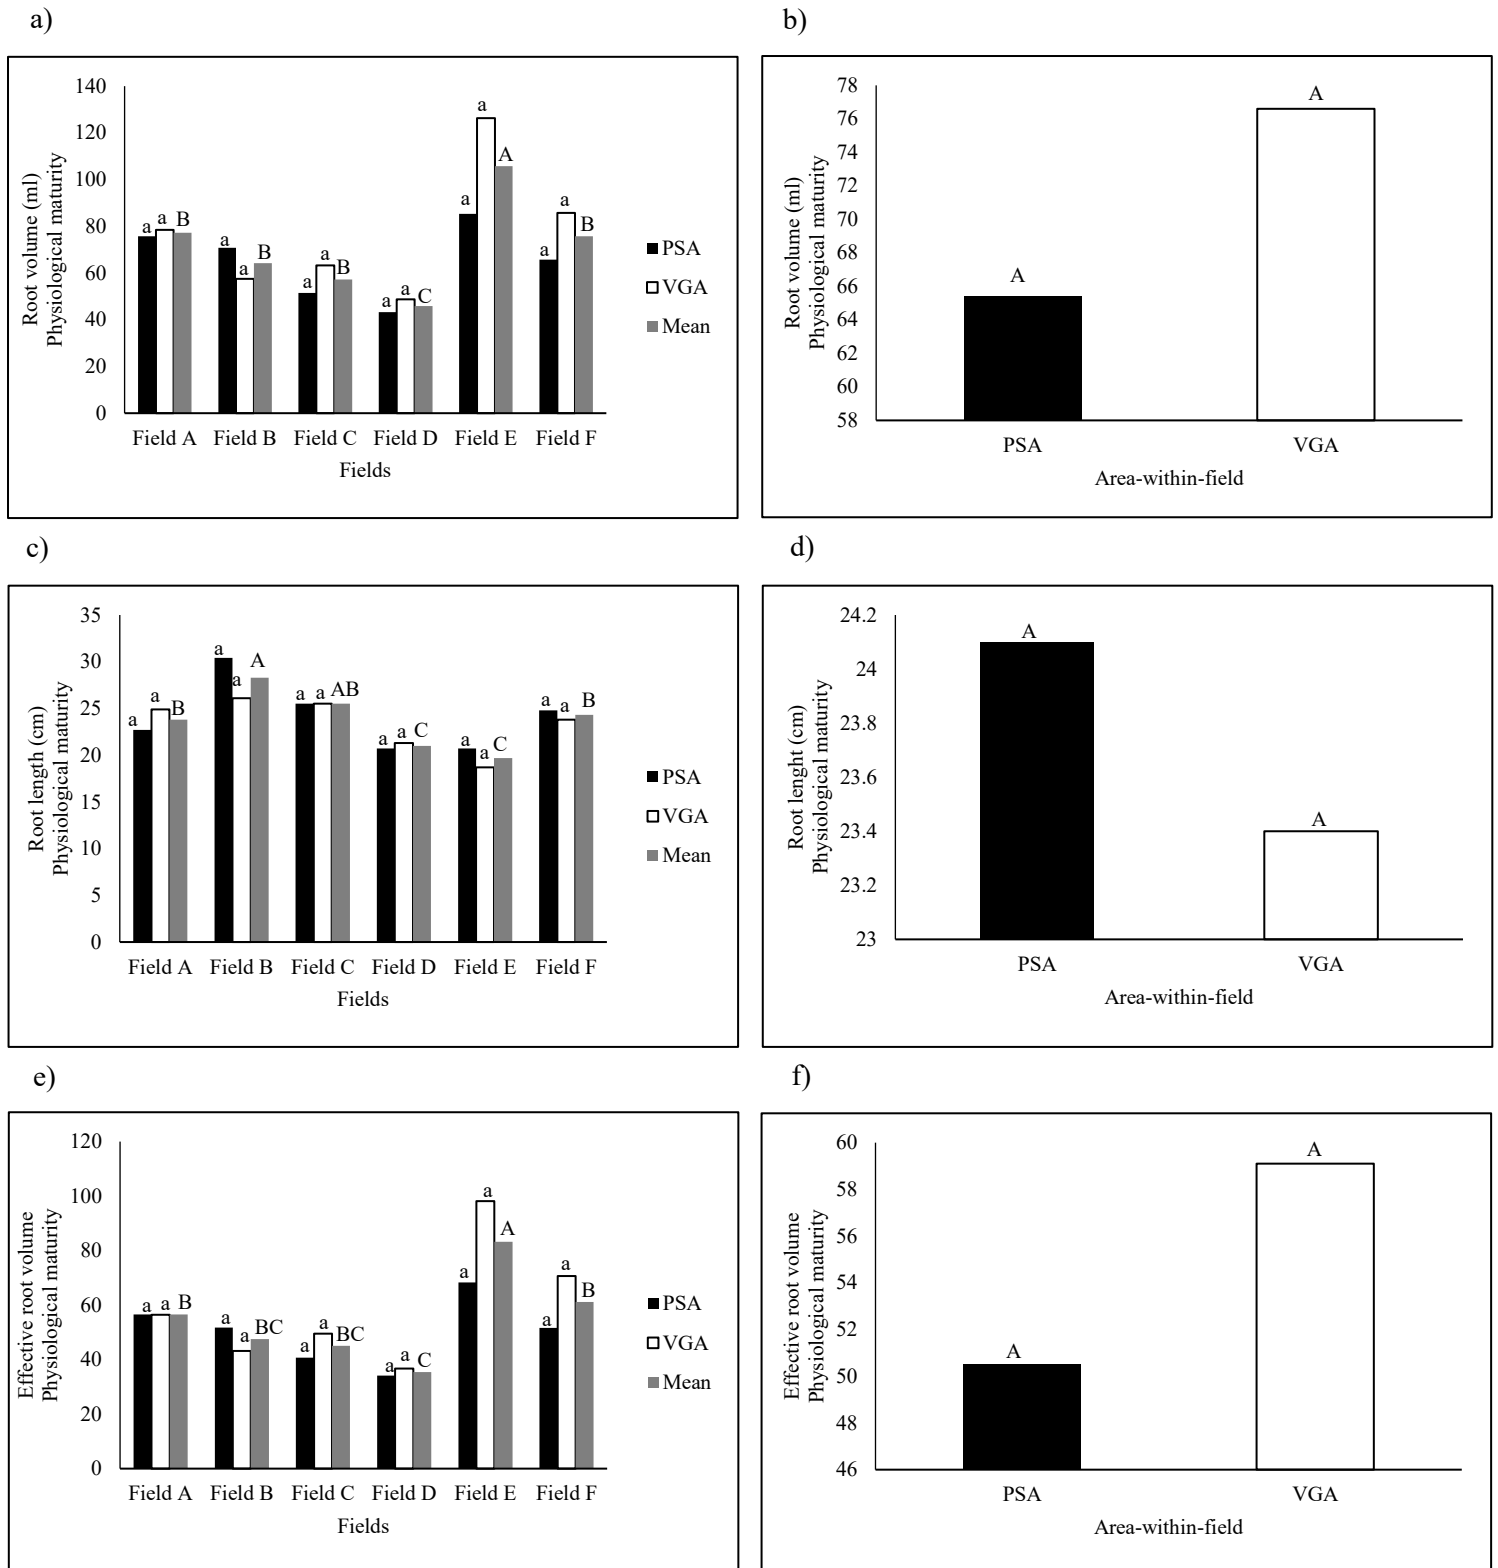 a)
Root volume (ml)
Physiological maturity
140
120
100
80
60
40
20
0
a a B
a a B
a a B
a a C
a a A
a a B
Field A Field B Field C Field D Field E Field F
Fields
PSA
VGA
Mean
b)
Root volume (ml)
Physiological maturity
78
76
74
72
70
68
66
64
62
60
58
A
A
PSA VGA
Area-within-field
c)
Root length (cm)
Physiological maturity
35
30
25
20
15
10
5
0
a a B
a a A
a a AB
a a C
a a C
a a B
Field A Field B Field C Field D Field E Field F
Fields
PSA
VGA
Mean
d)
Root lenght (cm)
Physiological maturity
24.2
24
23.8
23.6
23.4
23.2
23
A
A
PSA VGA
Area-within-field
e)
Effective root volume
Physiological maturity
120
100
80
60
40
20
0
a a B
a a BC
a a BC
a a C
a a A
a a B
Field A Field B Field C Field D Field E Field F
Fields
PSA
VGA
Mean
f)
Effective root volume
Physiological maturity
60
58
56
54
52
50
48
46
A
A
PSA VGA
Area-within-field